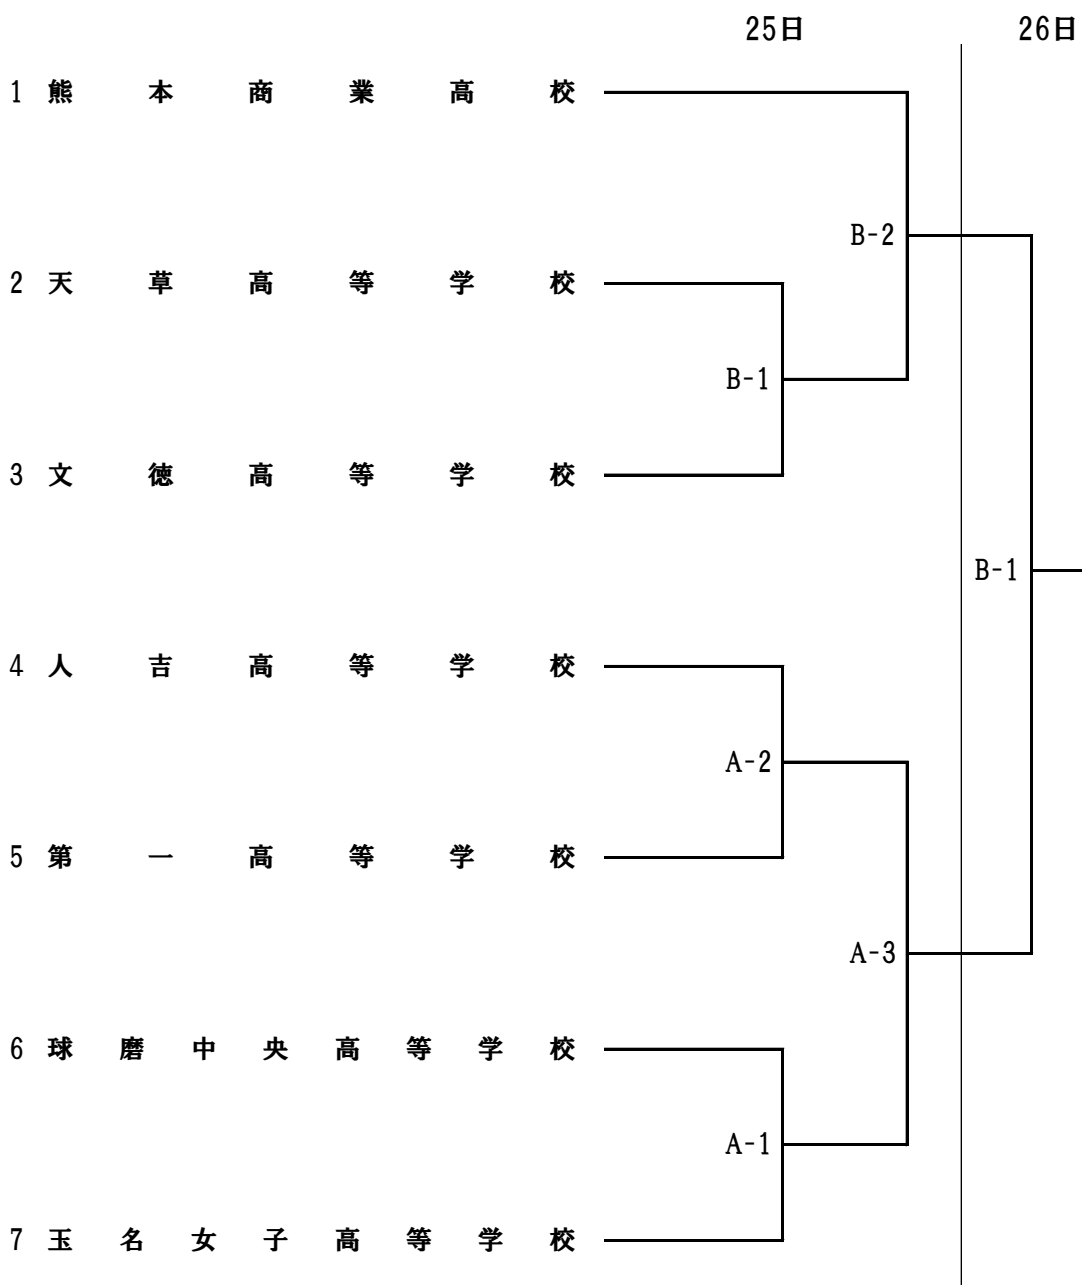 25日 26日
1 熊本商業高校
B-2
2 天草高等学校
B-1
3 文徳高等学校
B-1
4 人吉高等学校
A-2
5 第一高等学校
A-3
6 球磨中央高等学校
A-1
7 玉名女子高等学校